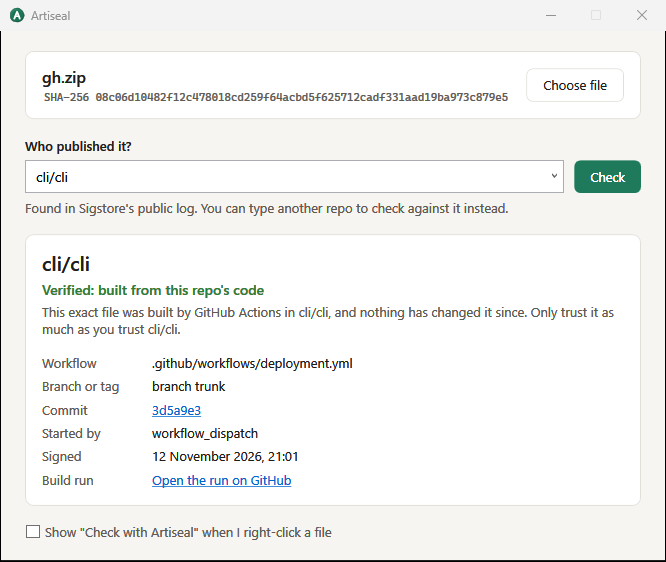 Artiseal
gh.zip
SHA-256 08c06d10482f12c478018cd259f64acbd5f625712cadf331aad19ba973c879e5
Choose file
Who published it?
cli/cli
Check
Found in Sigstore's public log. You can type another repo to check against it instead.
cli/cli
Verified: built from this repo's code
This exact file was built by GitHub Actions in cli/cli, and nothing has changed it since. Only trust it as
much as you trust cli/cli.
Workflow .github/workflows/deployment.yml
Branch or tag branch trunk
Commit 3d5a9e3
Started by workflow_dispatch
Signed 12 November 2026, 21:01
Build run Open the run on GitHub
Show "Check with Artiseal" when I right-click a file